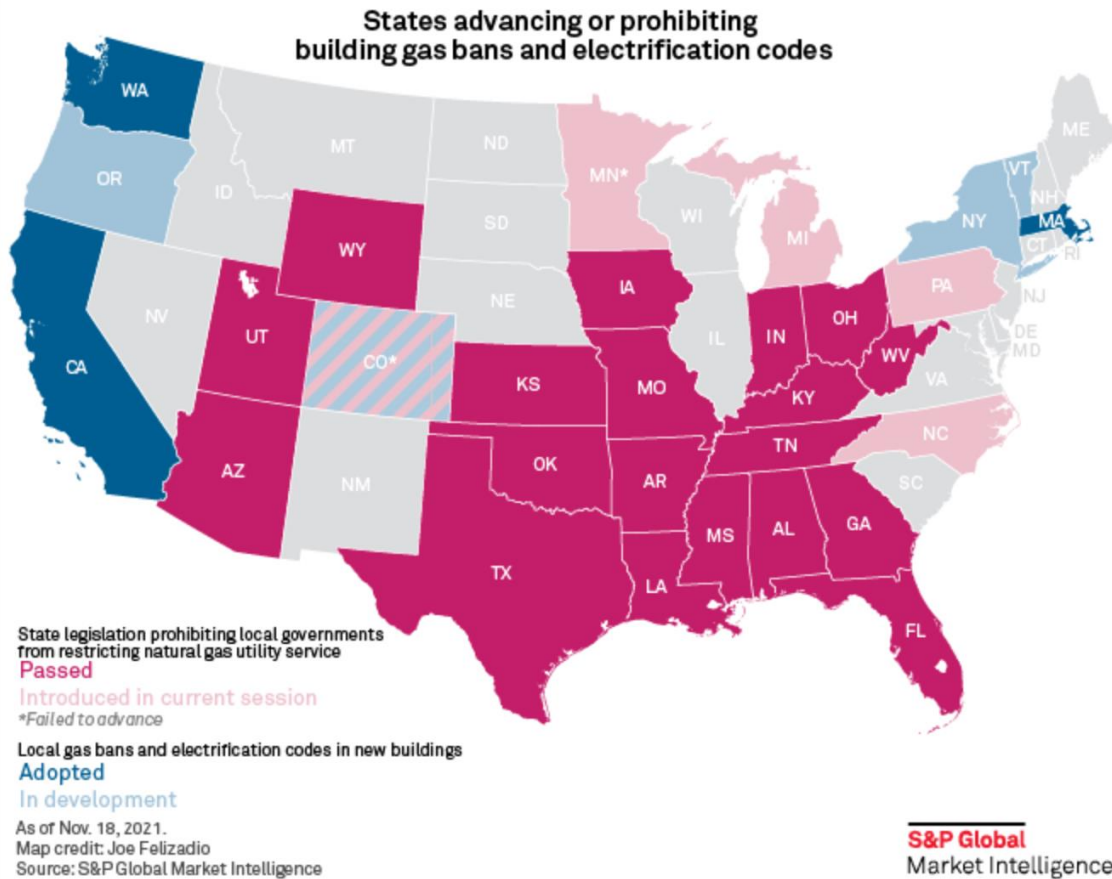 States advancing or prohibiting
building gas bans and electrification codes
WA
MT
ND
MN*
ME
OR
ID
SD
WI
VT
NH
NY
MA
WY
MI
CT
RI
NE
IA
PA
NJ
NV
UT
CO*
IL
IN
OH
DE
MD
WV
CA
KS
MO
KY
VA
NC
TN
AZ
NM
OK
AR
SC
MS
AL
GA
TX
LA
FL
State legislation prohibiting local governments
from restricting natural gas utility service
Passed
Introduced in current session
*Failed to advance
Local gas bans and electrification codes in new buildings
Adopted
In development
As of Nov. 18, 2021.
Map credit: Joe Felizadio
Source: S&P Global Market Intelligence
S&P Global
Market Intelligence